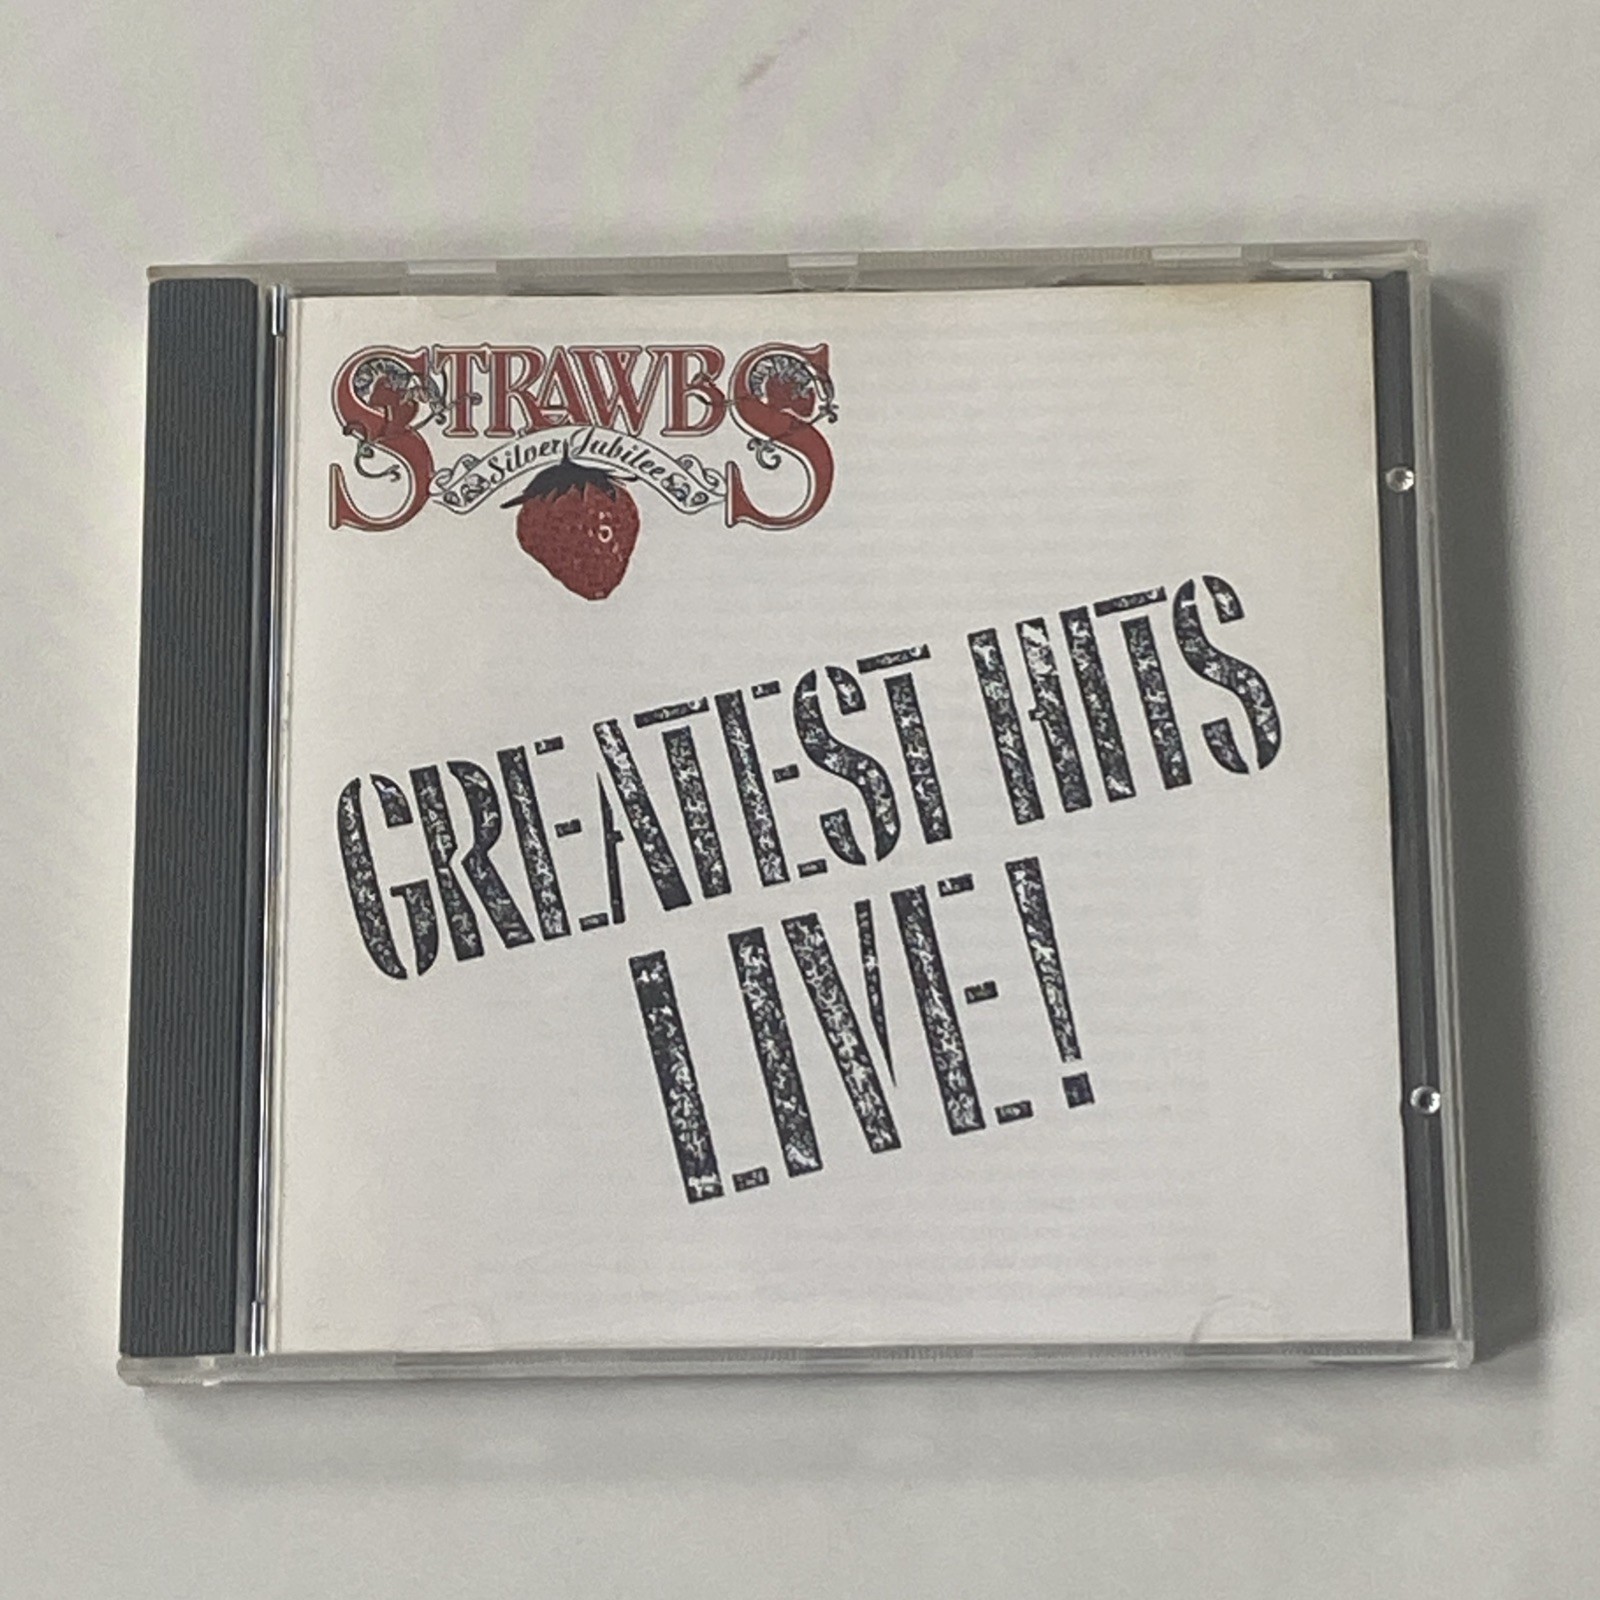 STRAWBS
Silver Jubilee
GREATEST HITS
LIVE!